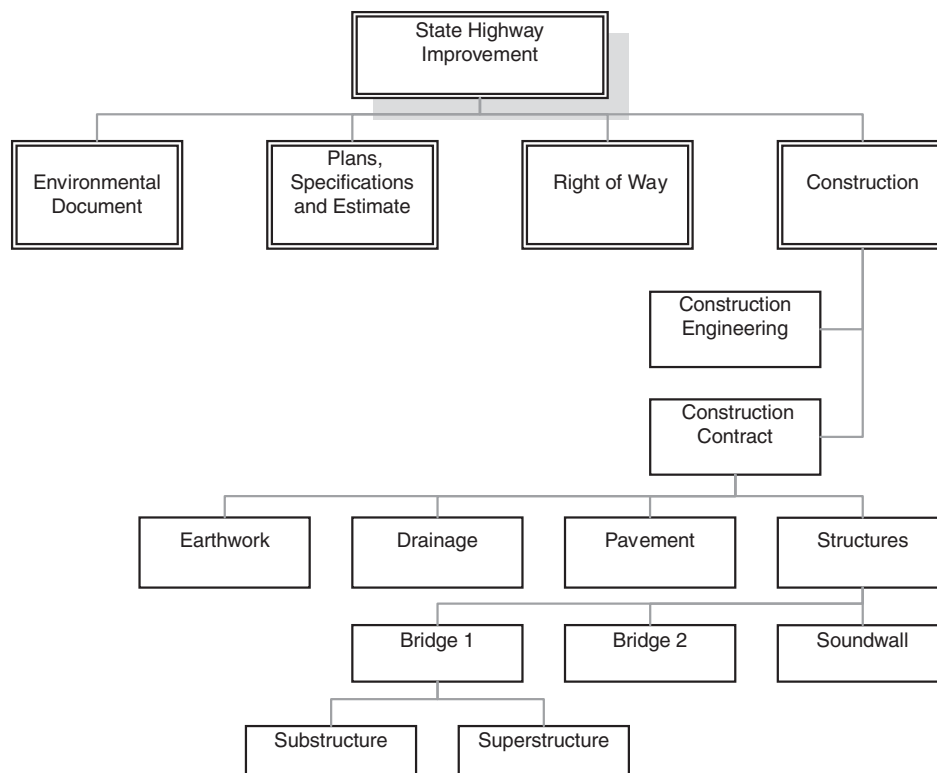 State Highway
Improvement
Environmental
Document
Plans,
Specifications
and Estimate
Right of Way
Construction
Construction
Engineering
Construction
Contract
Earthwork
Drainage
Pavement
Structures
Bridge 1
Bridge 2
Soundwall
Substructure
Superstructure